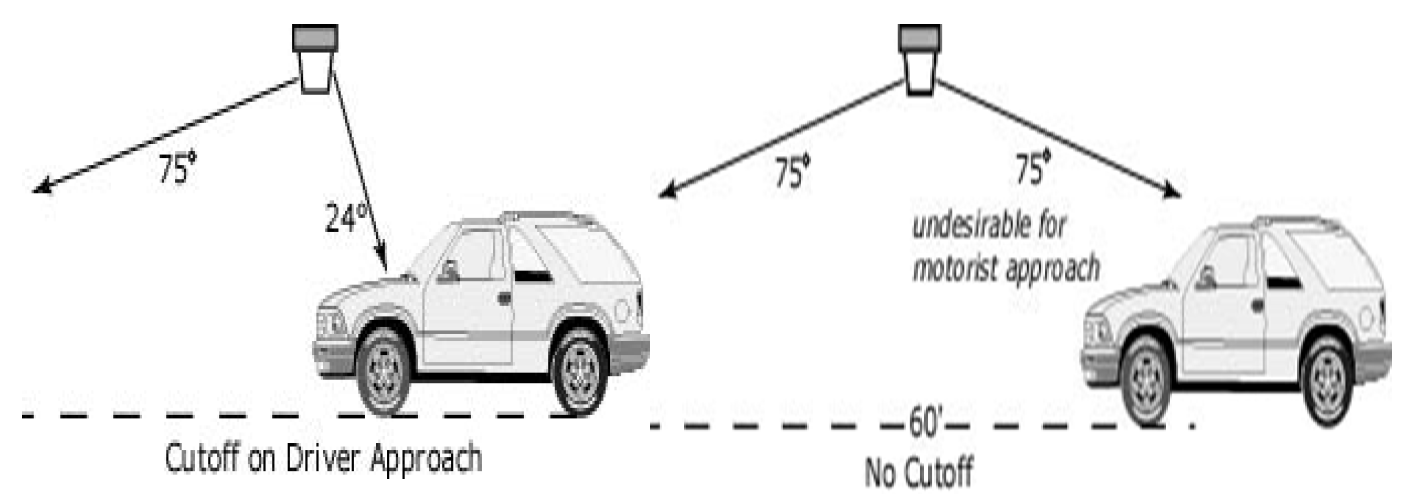 75°
24°
Cutoff on Driver Approach
75°
75°
undesirable for
motorist approach
60'
No Cutoff